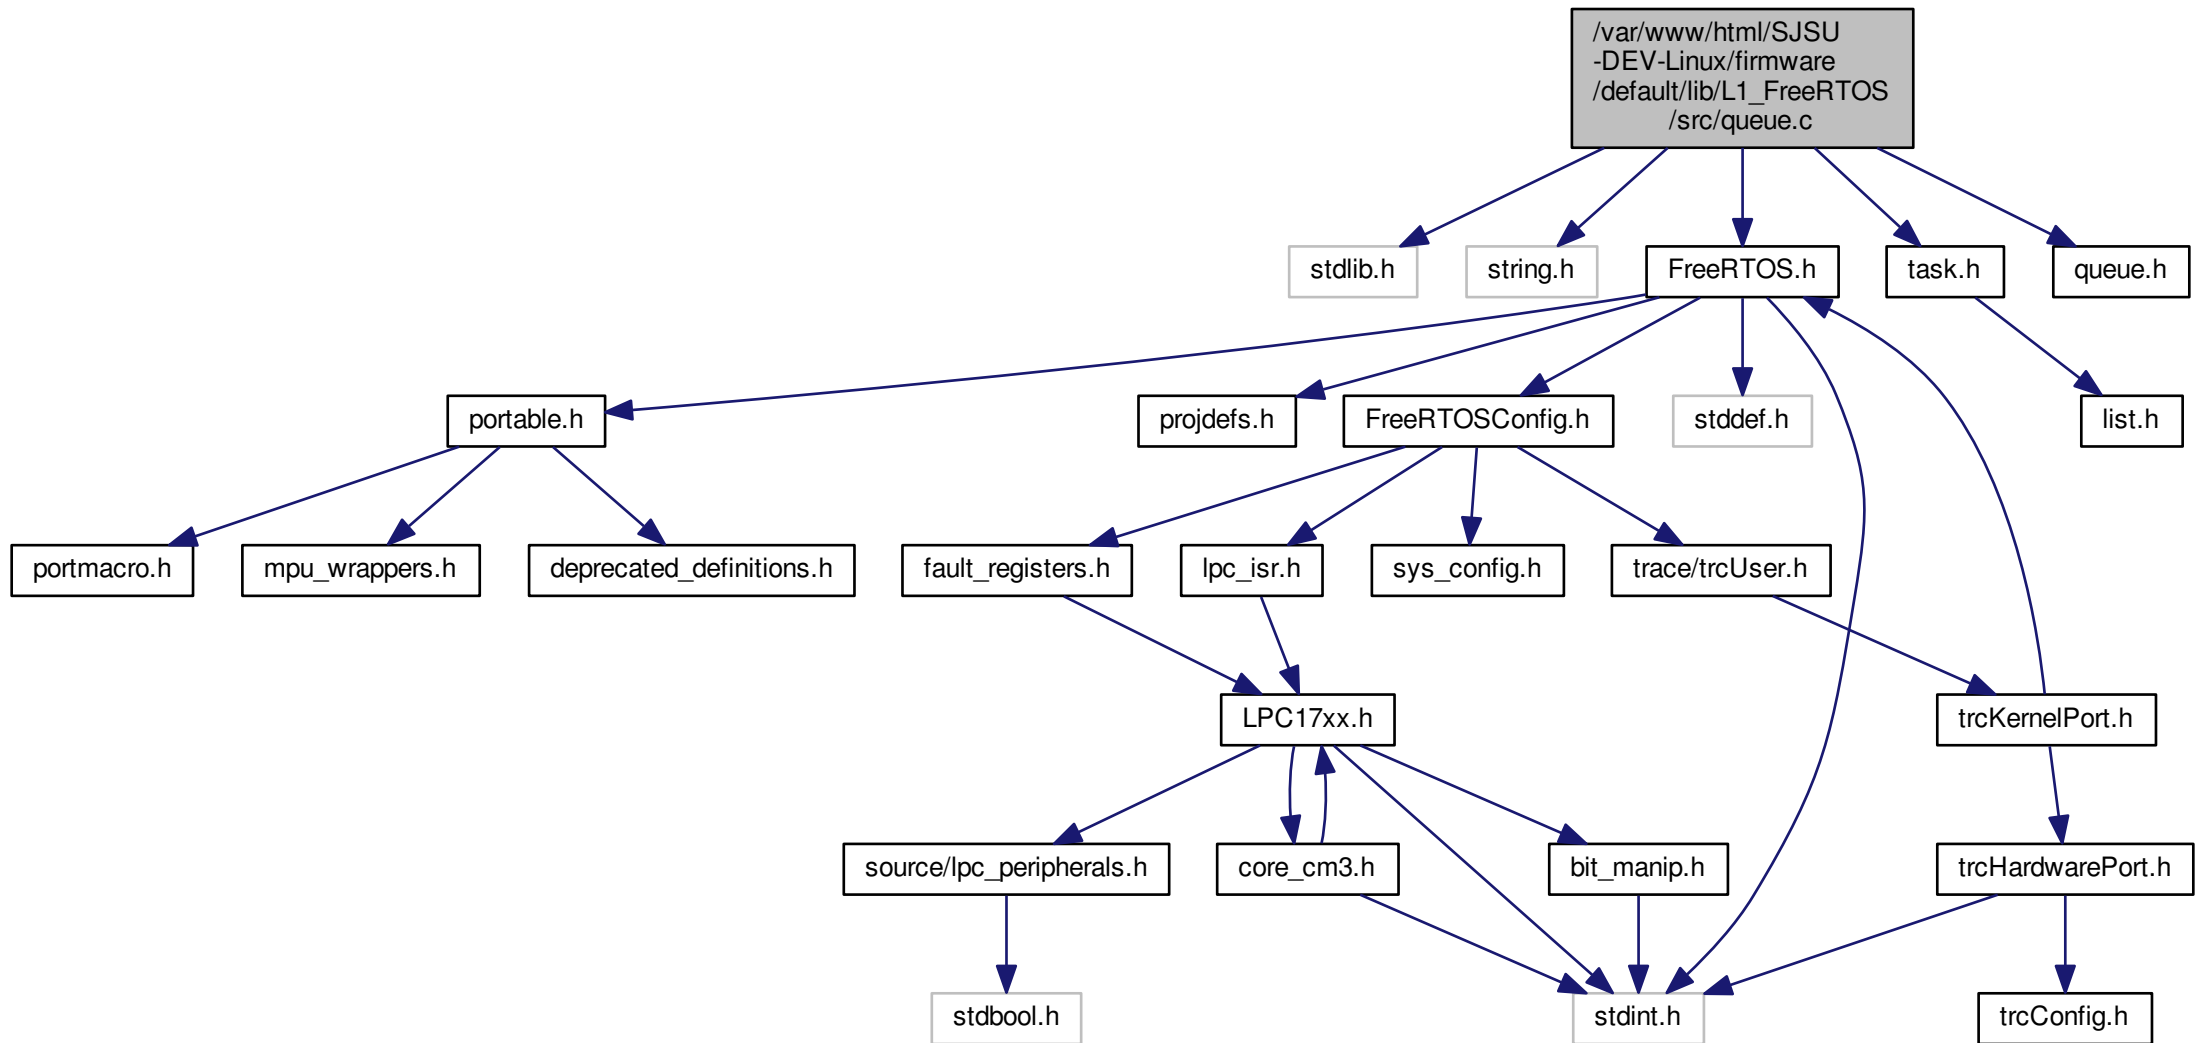 /var/www/html/SJSU
-DEV-Linux/firmware
/default/lib/L1_FreeRTOS
/src/queue.c
stdlib.h
string.h
FreeRTOS.h
task.h
queue.h
portable.h
projdefs.h
FreeRTOSConfig.h
stddef.h
list.h
portmacro.h
mpu_wrappers.h
deprecated_definitions.h
fault_registers.h
lpc_isr.h
sys_config.h
trace/trcUser.h
LPC17xx.h
trcKernelPort.h
source/lpc_peripherals.h
core_cm3.h
bit_manip.h
trcHardwarePort.h
stdbool.h
stdint.h
trcConfig.h